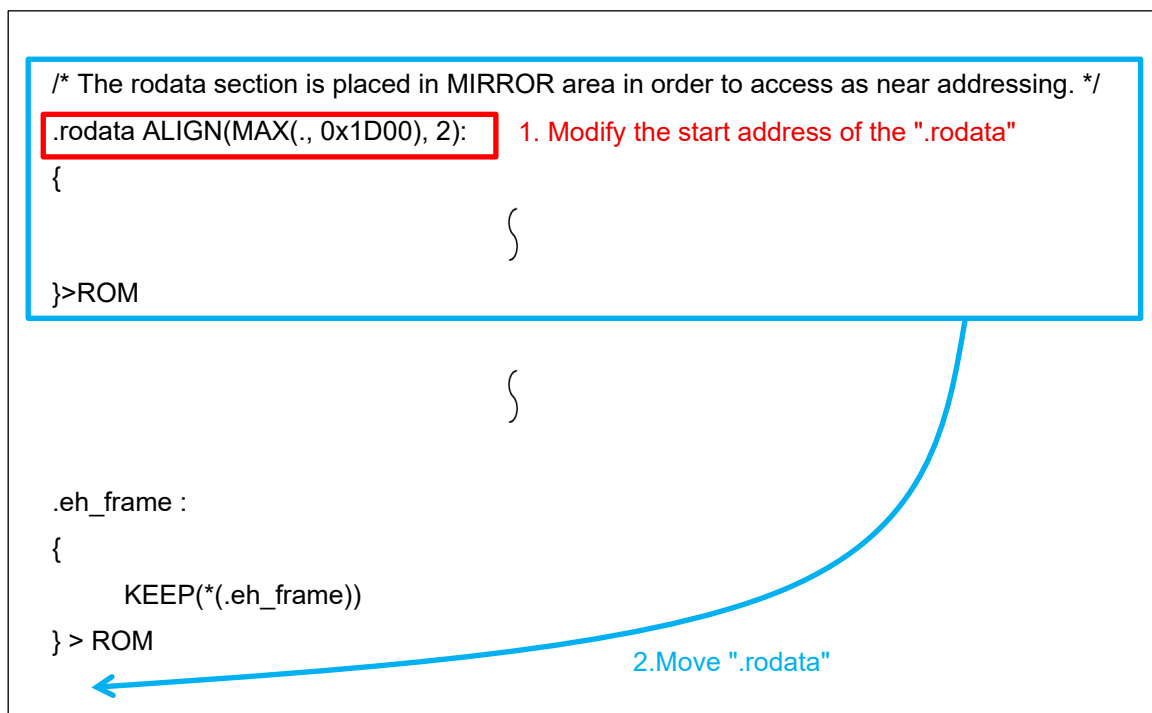 /* The rodata section is placed in MIRROR area in order to access as near addressing. */
.rodata ALIGN(MAX(., 0x1D00), 2): 1. Modify the start address of the ".rodata"
{
}>ROM
.eh_frame :
{
KEEP(*(.eh_frame))
} > ROM
2.Move ".rodata"